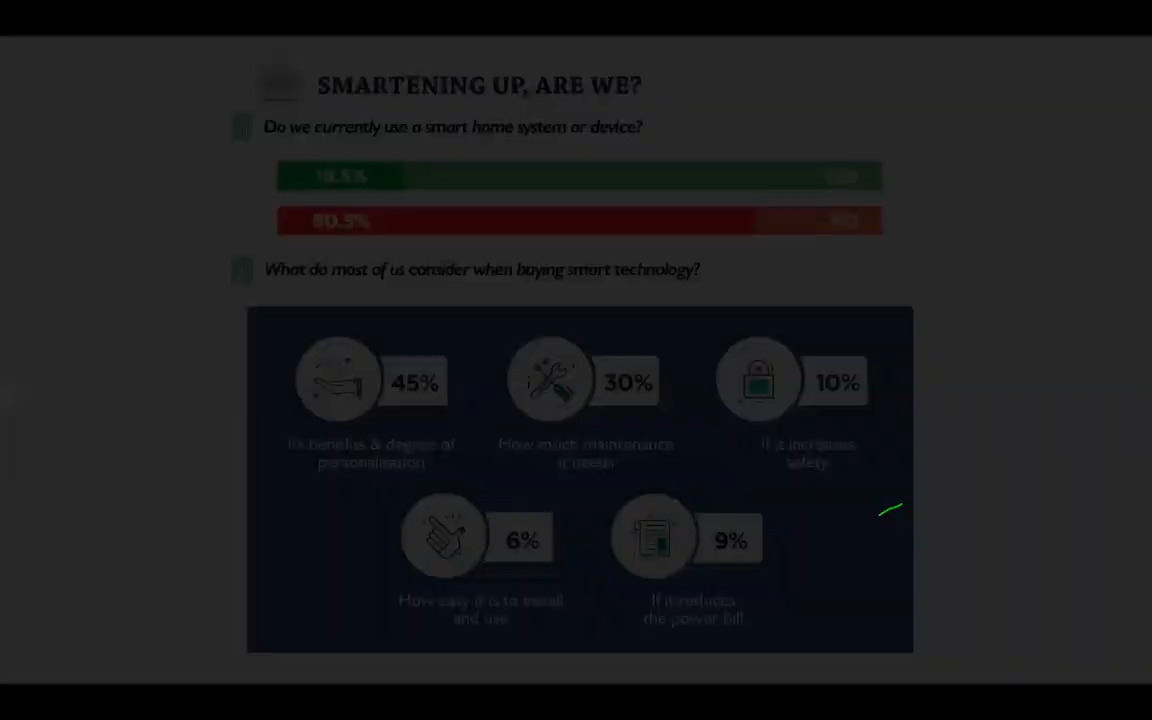 SMARTENING UP, ARE WE?
Do we currently use a smart home system or device?
19.5%
80.5% NO
What do most of us consider when buying smart technology?
45% 30% 10%
Its benefits & degree of personalisation
How much maintenance it needs
If it increases safety
6% 9%
How easy it is to install and use
If it reduces the power bill